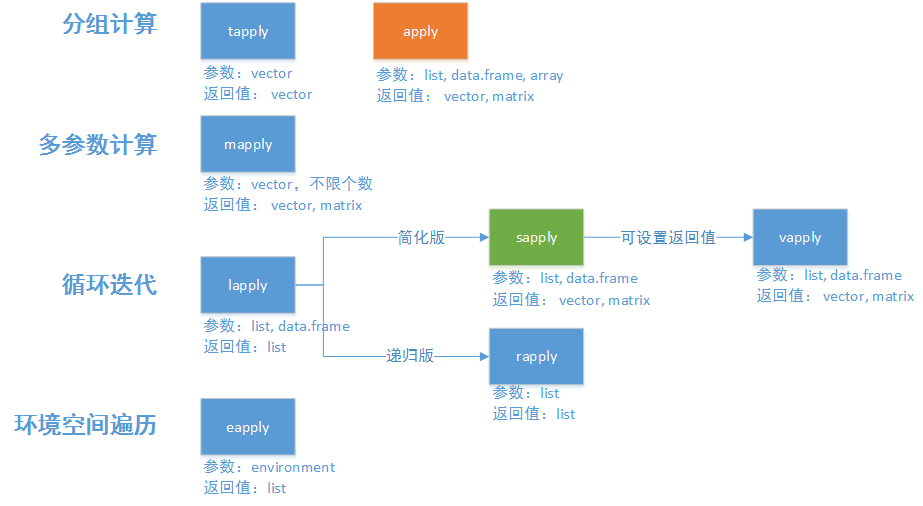 分组计算
tapply
参数：vector
返回值： vector
apply
参数：list, data.frame, array
返回值： vector, matrix
多参数计算
mapply
参数：vector，不限个数
返回值： vector, matrix
循环迭代
lapply
参数：list, data.frame
返回值：list
简化版
sapply
参数：list, data.frame
返回值： vector, matrix
可设置返回值
vapply
参数：list, data.frame
返回值： vector, matrix
递归版
rapply
参数：list
返回值：list
环境空间遍历
eapply
参数：environment
返回值：list